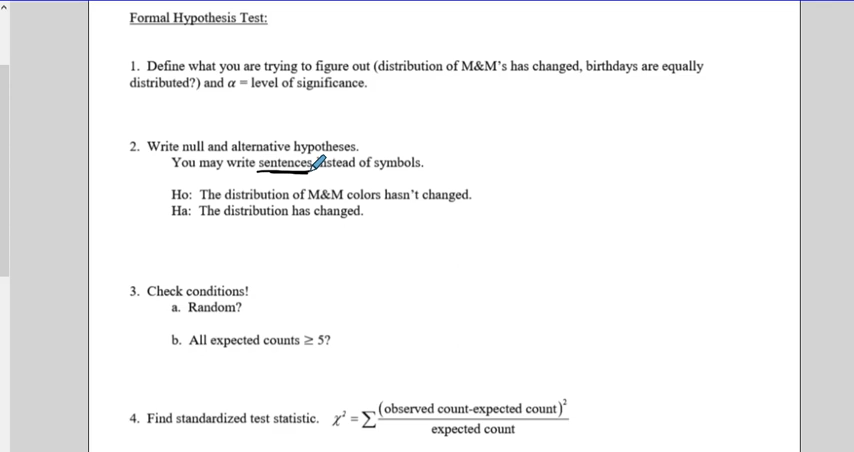 Formal Hypothesis Test:
1. Define what you are trying to figure out (distribution of M&M's has changed, birthdays are equally
distributed?) and α = level of significance.
2. Write null and alternative hypotheses.
You may write sentences instead of symbols.
Ho: The distribution of M&M colors hasn't changed.
Ha: The distribution has changed.
3. Check conditions!
a. Random?
b. All expected counts ≥ 5?
4. Find standardized test statistic. χ² = ∑ (observed count-expected count)² / expected count